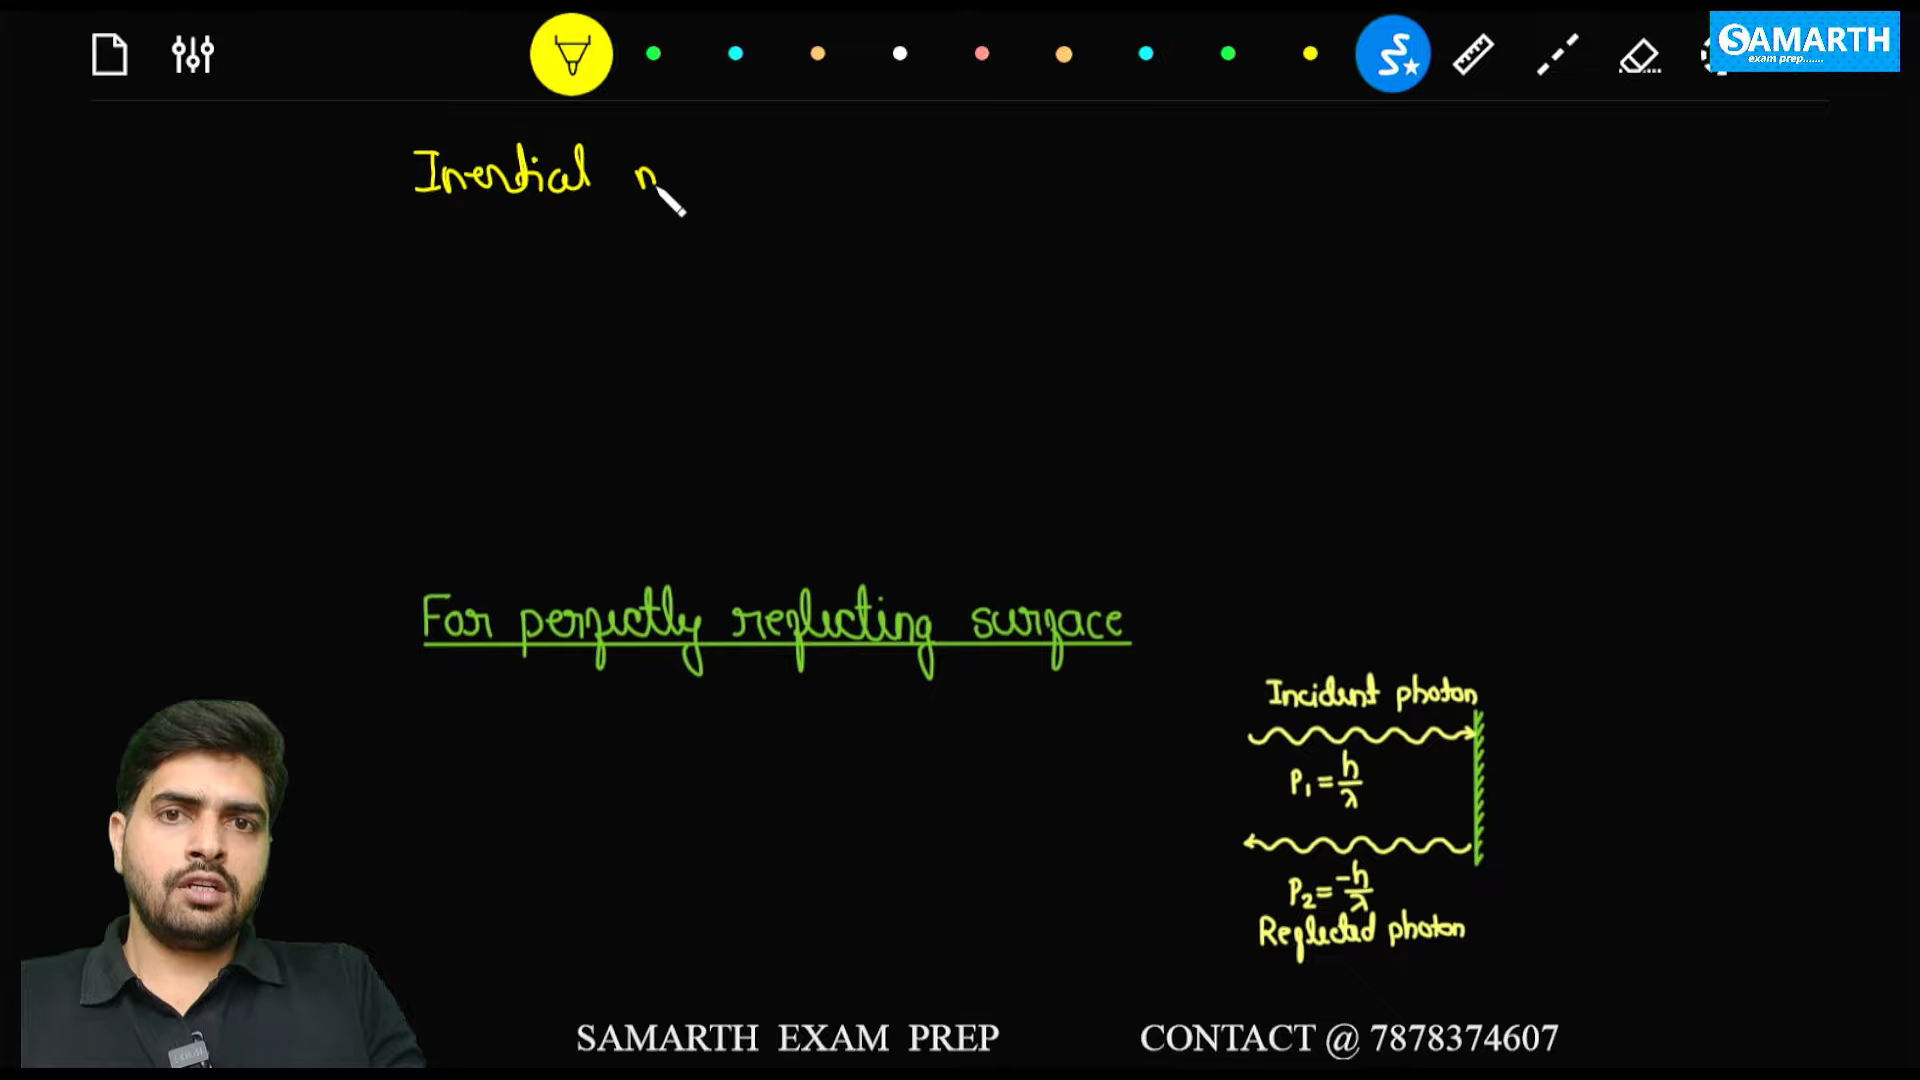 SAMARTH
exam prep.......
Inertial
For perfectly reflecting surface
Incident photon
P₁ = h/λ
P₂ = -h/λ
Reflected photon
SAMARTH EXAM PREP CONTACT @ 7878374607